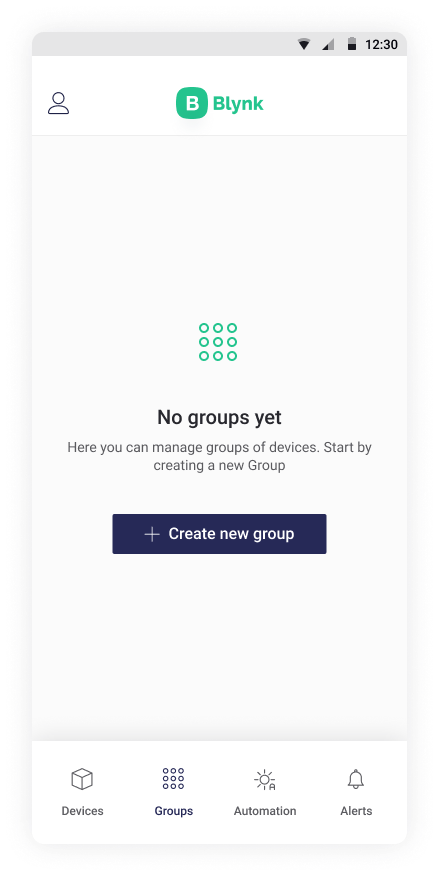 12:30
B Blynk
No groups yet
Here you can manage groups of devices. Start by
creating a new Group
Create new group
Devices Groups Automation Alerts